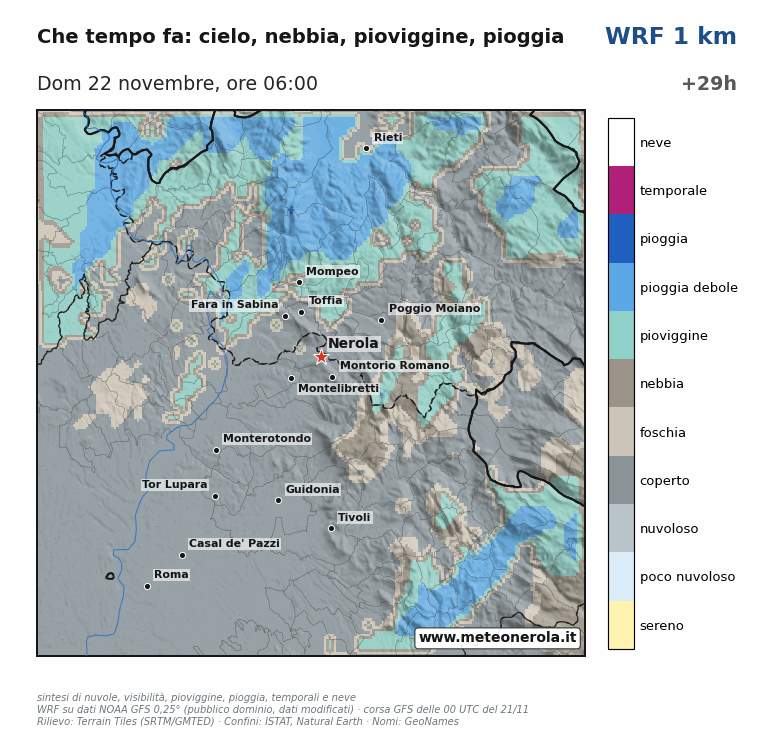 Che tempo fa: cielo, nebbia, pioviggine, pioggia
WRF 1 km
Dom 22 novembre, ore 06:00
+29h
Rieti
Mompeo
Fara in Sabina
Toffia
Poggio Moiano
Nerola
Montorio Romano
Montelibretti
Monterotondo
Tor Lupara
Guidonia
Tivoli
Casal de' Pazzi
Roma
www.meteonerola.it
neve
temporale
pioggia
pioggia debole
pioviggine
nebbia
foschia
coperto
nuvoloso
poco nuvoloso
sereno
sintesi di nuvole, visibilità, pioviggine, pioggia, temporali e neve
WRF su dati NOAA GFS 0,25° (pubblico dominio, dati modificati) · corsa GFS delle 00 UTC del 21/11
Rilievo: Terrain Tiles (SRTM/GMTED) · Confini: ISTAT, Natural Earth · Nomi: GeoNames